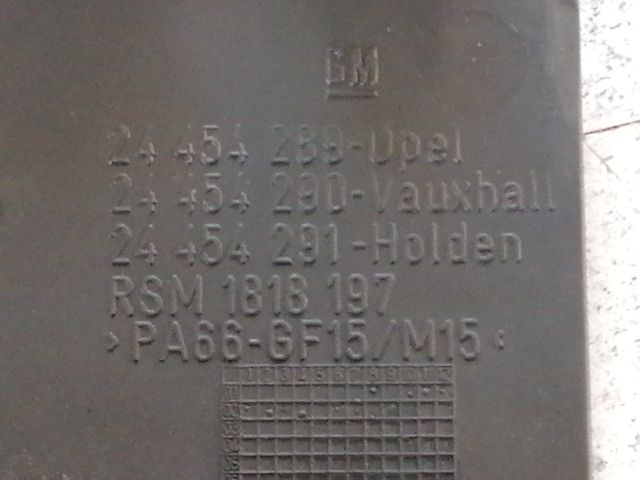 GM
24 454 289-Opel
24 454 290-Vauxhall
24 454 291-Holden
RSM 1818 197
>PA66-GF15/M15<